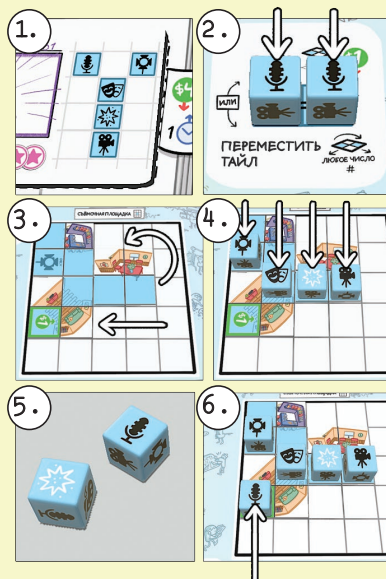 1.
$4
1
2.
ИЛИ
ПЕРЕМЕСТИТЬ
ТАЙЛ
ЛЮБОЕ ЧИСЛО
#
3.
СЪЁМОЧНАЯ ПЛОЩАДКА
4.
5.
6.